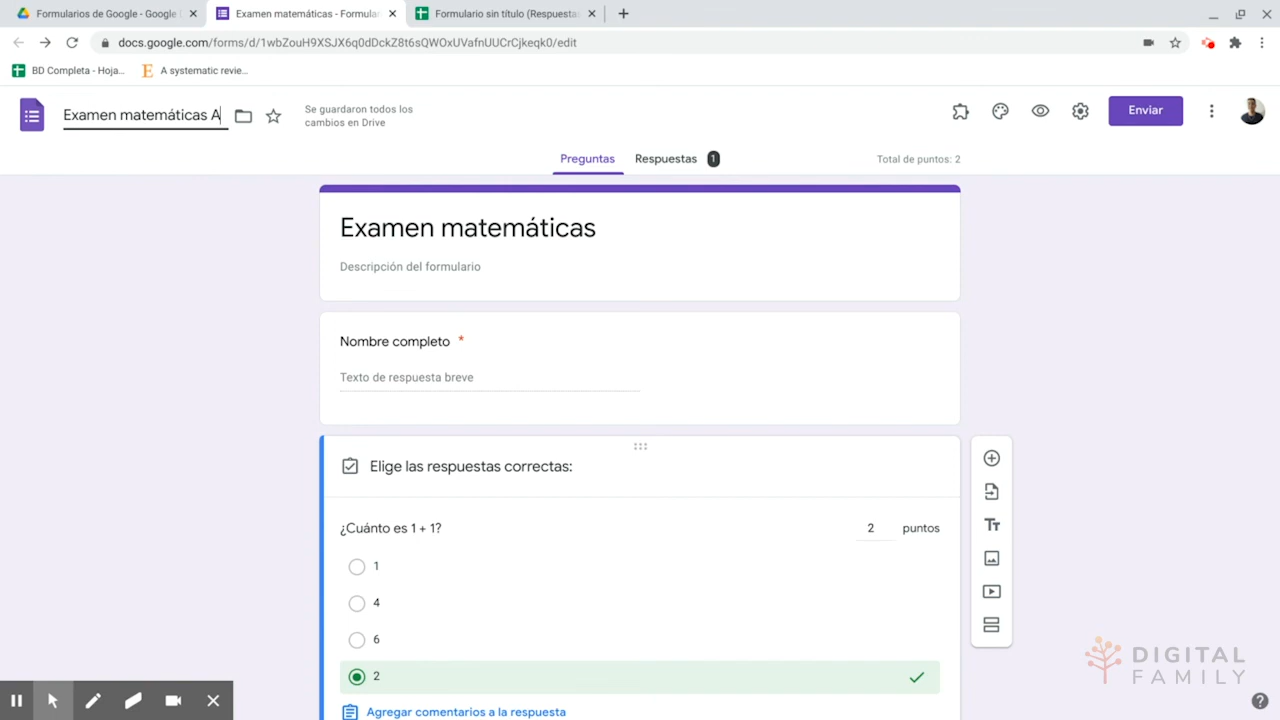 Formularios de Google - Google
Examen matemáticas - Formula
Formulario sin título (Respuestas
docs.google.com/forms/d/1wbZouH9XSJX6q0dDckZ8t6sQWOxUVafnUUCrCjkeqk0/edit
BD Completa - Hoja...
A systematic revie...
Examen matemáticas A
Se guardaron todos los
cambios en Drive
Enviar
Preguntas
Respuestas 1
Total de puntos: 2
Examen matemáticas
Descripción del formulario
Nombre completo *
Texto de respuesta breve
Elige las respuestas correctas:
¿Cuánto es 1 + 1? 2 puntos
1
4
6
2
Agregar comentarios a la respuesta
DIGITAL
FAMILY